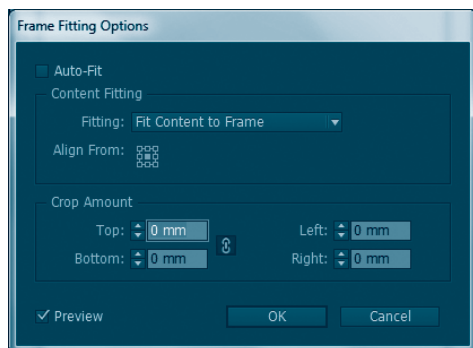 Frame Fitting Options
Auto-Fit
Content Fitting
Fitting: Fit Content to Frame
Align From:
Crop Amount
Top: 0 mm Left: 0 mm
Bottom: 0 mm Right: 0 mm
Preview OK Cancel